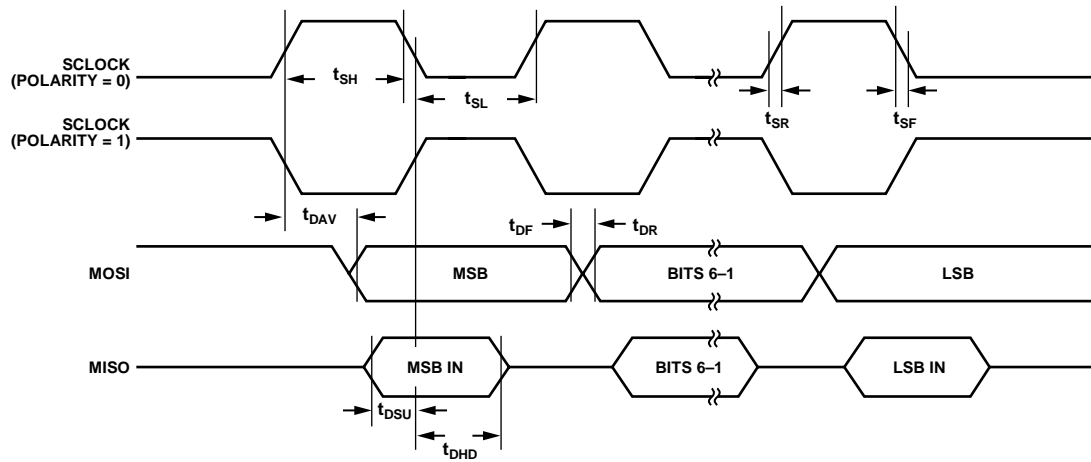 SCLOCK
(POLARITY = 0)
tSH
tSL
tSR
tSF
SCLOCK
(POLARITY = 1)
tDAV
tDF
tDR
MOSI
MSB
BITS 6–1
LSB
MISO
MSB IN
BITS 6–1
LSB IN
tDSU
tDHD